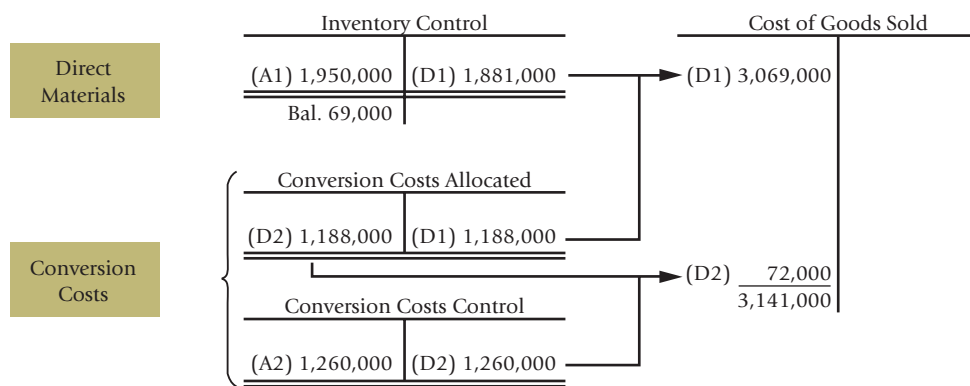 Inventory Control
Cost of Goods Sold
Direct
Materials
(A1) 1,950,000 (D1) 1,881,000
(D1) 3,069,000
Bal. 69,000
Conversion Costs Allocated
(D2) 1,188,000 (D1) 1,188,000
Conversion
Costs
(D2) 72,000
3,141,000
Conversion Costs Control
(A2) 1,260,000 (D2) 1,260,000